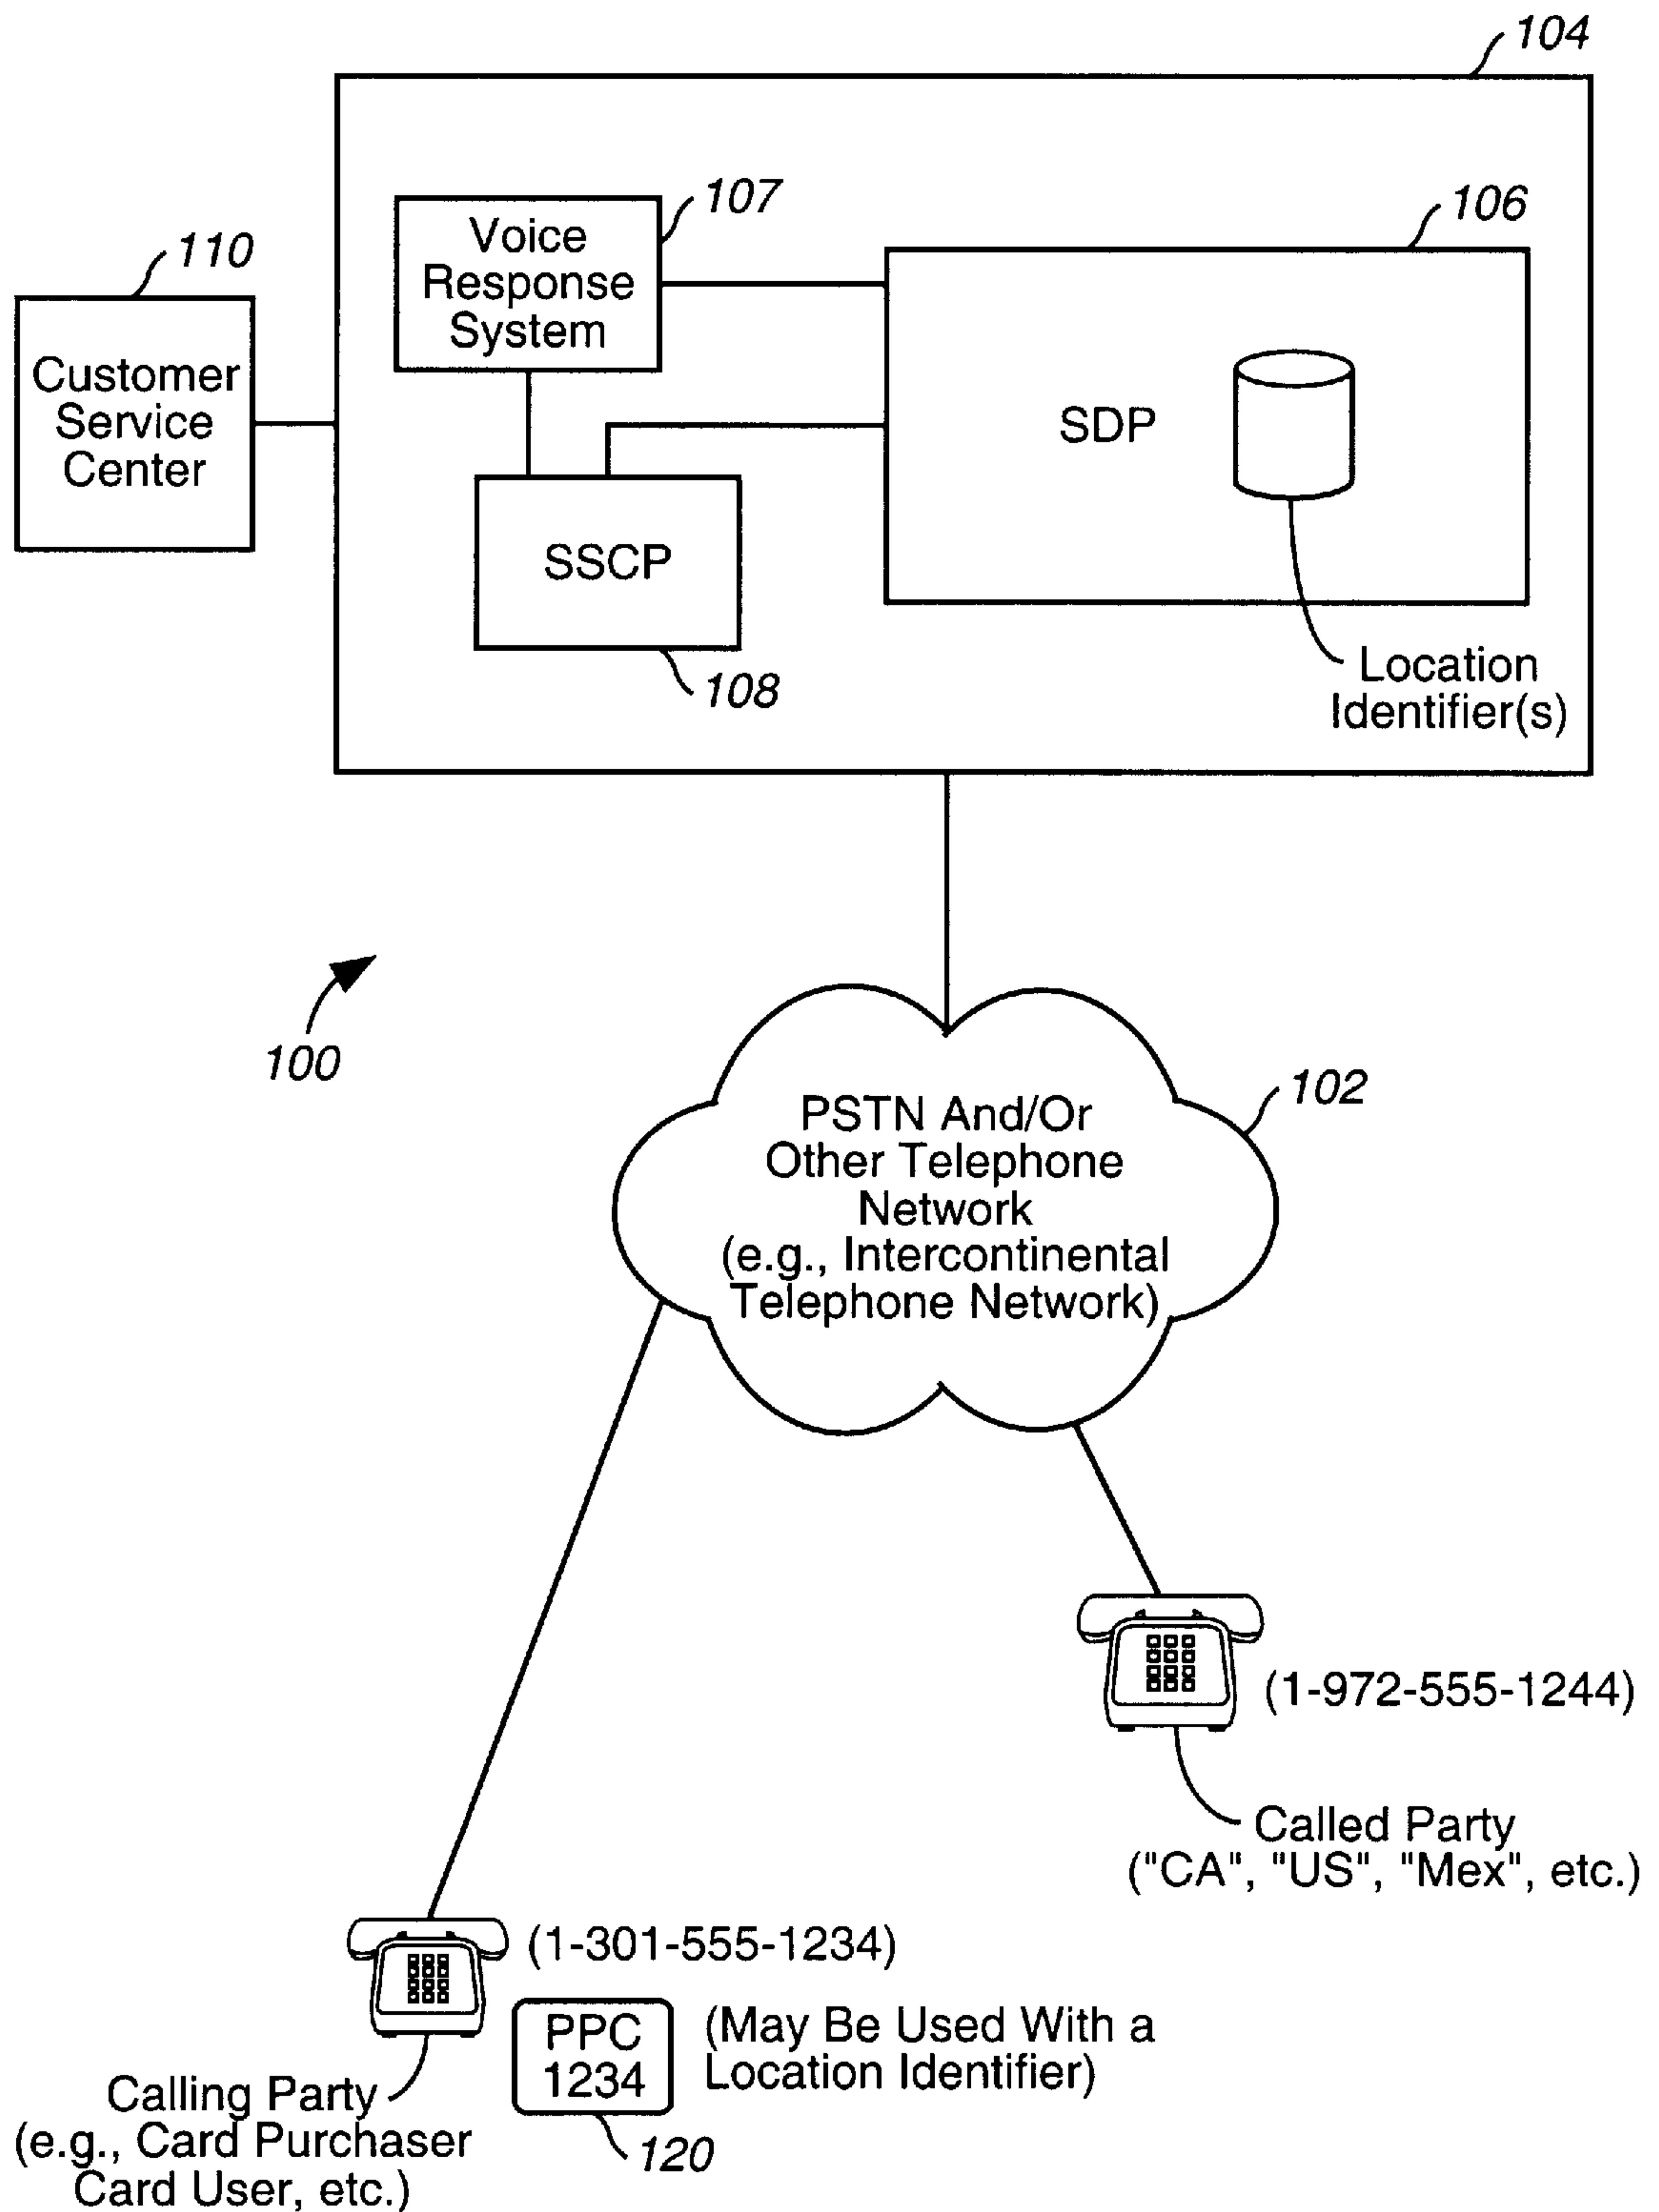 104
107
106
110
Voice
Response
System
Customer
Service
Center
SDP
SSCP
108
Location
Identifier(s)
100
102
PSTN And/Or
Other Telephone
Network
(e.g., Intercontinental
Telephone Network)
(1-972-555-1244)
Called Party
("CA", "US", "Mex", etc.)
(1-301-555-1234)
PPC
1234
(May Be Used With a
Location Identifier)
120
Calling Party
(e.g., Card Purchaser
Card User, etc.)